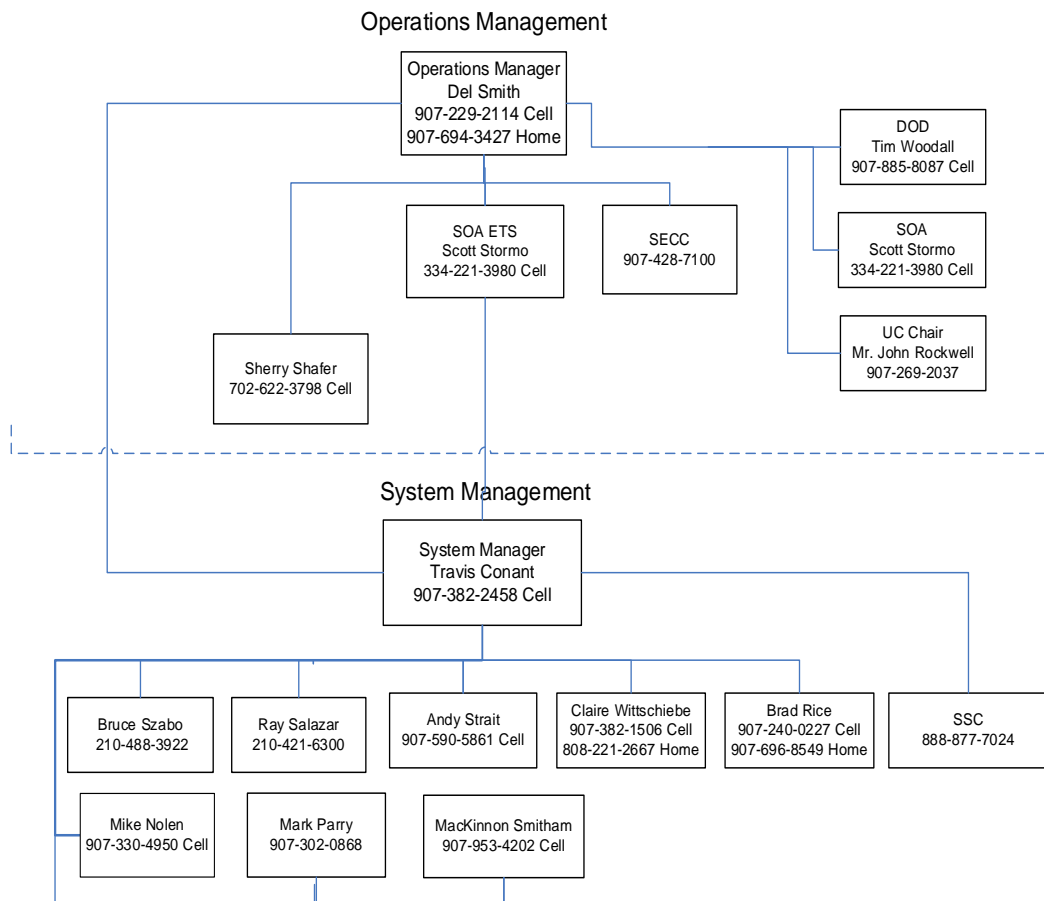 Operations Management
Operations Manager
Del Smith
907-229-2114 Cell
907-694-3427 Home
DOD
Tim Woodall
907-885-8087 Cell
SOA ETS
Scott Stormo
334-221-3980 Cell
SECC
907-428-7100
SOA
Scott Stormo
334-221-3980 Cell
Sherry Shafer
702-622-3798 Cell
UC Chair
Mr. John Rockwell
907-269-2037
System Management
System Manager
Travis Conant
907-382-2458 Cell
Bruce Szabo
210-488-3922
Ray Salazar
210-421-6300
Andy Strait
907-590-5861 Cell
Claire Wittschiebe
907-382-1506 Cell
808-221-2667 Home
Brad Rice
907-240-0227 Cell
907-696-8549 Home
SSC
888-877-7024
Mike Nolen
907-330-4950 Cell
Mark Parry
907-302-0868
MacKinnon Smitham
907-953-4202 Cell